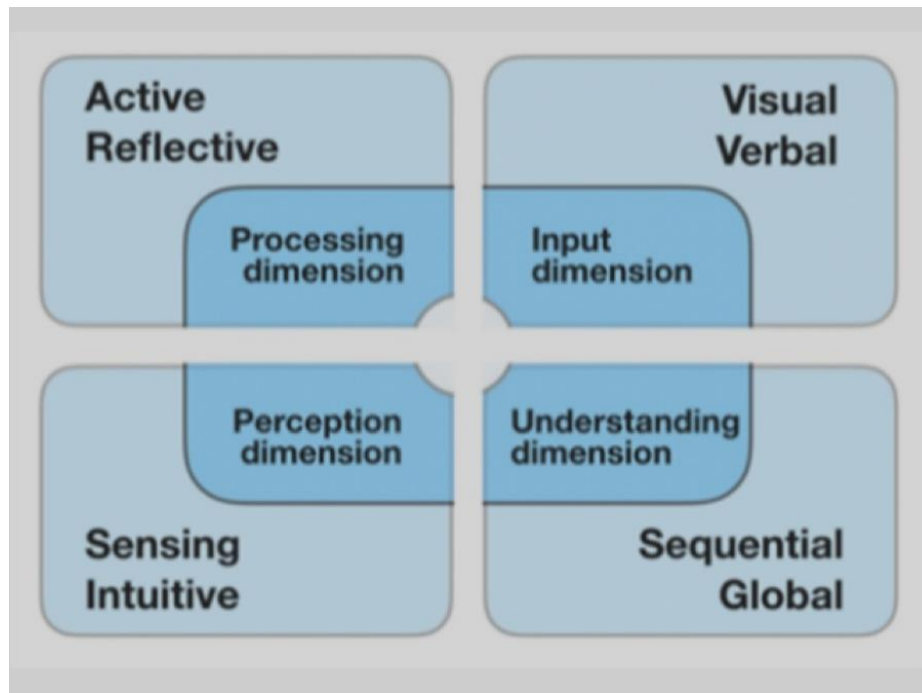 Active
Reflective
Processing
dimension
Visual
Verbal
Input
dimension
Perception
dimension
Sensing
Intuitive
Understanding
dimension
Sequential
Global